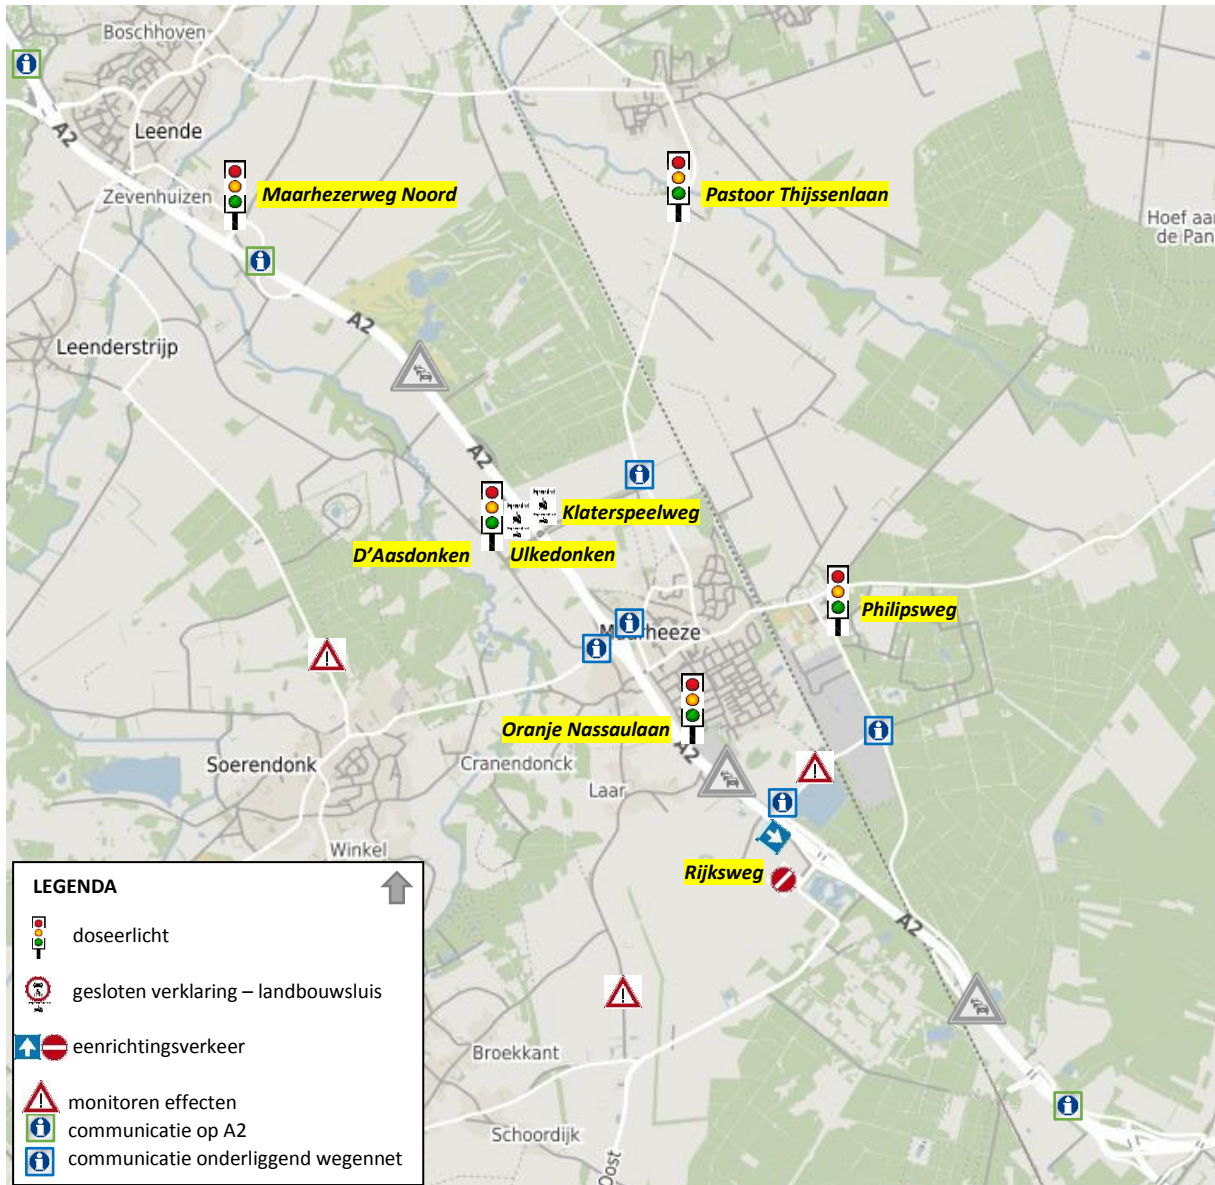 Boschhoven
A2
Leende
Zevenhuizen
Maarhezerweg Noord
Pastoor Thijssenlaan
Hoef aan
de Pan
A2
Leenderstrijp
A2
Klaterspeelweg
D'Aasdonken
Ulkedonken
Philipsweg
Maarheeze
Oranje Nassaulaan
A2
Soerendonk
Cranendonck
Laar
Winkel
Rijksweg
A2
LEGENDA
doseerlicht
gesloten verklaring – landbouwsluis
eenrichtingsverkeer
monitoren effecten
communicatie op A2
communicatie onderliggend wegennet
Broekkant
Schoordijk
Oost